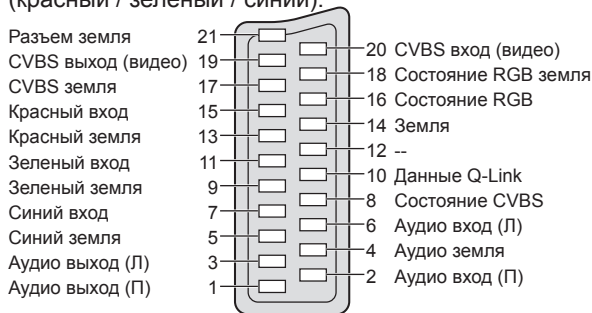 (красный / зеленый / синий).
Разъем земля 21
CVBS выход (видео) 19
CVBS земля 17
Красный вход 15
Красный земля 13
Зеленый вход 11
Зеленый земля 9
Синий вход 7
Синий земля 5
Аудио выход (Л) 3
Аудио выход (П) 1
20 CVBS вход (видео)
18 Состояние RGB земля
16 Состояние RGB
14 Земля
12 --
10 Данные Q-Link
8 Состояние CVBS
6 Аудио вход (Л)
4 Аудио земля
2 Аудио вход (П)